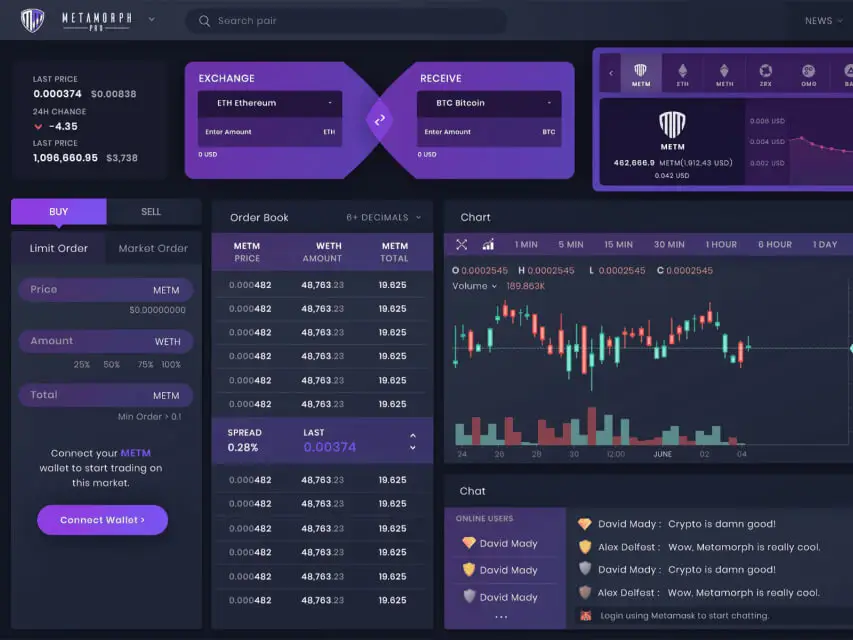 METAMORPH
PRO
Search pair
NEWS
LAST PRICE
0.000374 $0.00838
24H CHANGE
-4.35
LAST PRICE
1,096,660.95 $3,738
EXCHANGE
ETH Ethereum
Enter Amount ETH
0 USD
RECEIVE
BTC Bitcoin
Enter Amount BTC
0 USD
METM ETH METH ZRX OMG BA
METM
462,666.9 METM(1,912,43 USD)
0.042 USD
0.006 USD
0.004 USD
0.002 USD
BUY SELL
Limit Order Market Order
Price METM
$0.00000000
Amount WETH
25% 50% 75% 100%
Total METM
Min Order > 0.1
Connect your METM
wallet to start trading on
this market.
Connect Wallet >
Order Book 6+ DECIMALS
METM WETH METM
PRICE AMOUNT TOTAL
0.000482 48,763.23 19.625
0.000482 48,763.23 19.625
0.000482 48,763.23 19.625
0.000482 48,763.23 19.625
0.000482 48,763.23 19.625
0.000482 48,763.23 19.625
SPREAD LAST
0.28% 0.00374
0.000482 48,763.23 19.625
0.000482 48,763.23 19.625
0.000482 48,763.23 19.625
0.000482 48,763.23 19.625
0.000482 48,763.23 19.625
0.000482 48,763.23 19.625
Chart
1 MIN 5 MIN 15 MIN 30 MIN 1 HOUR 6 HOUR 1 DAY
O 0.0002545 H 0.0002545 L 0.0002545 C 0.0002545
Volume 189.863K
24 26 28 30 12:00 JUNE 02 04
Chat
ONLINE USERS
David Mady
David Mady
David Mady
...
David Mady : Crypto is damn good!
Alex Delfest : Wow, Metamorph is really cool.
David Mady : Crypto is damn good!
Alex Delfest : Wow, Metamorph is really cool.
Login using Metamask to start chatting.